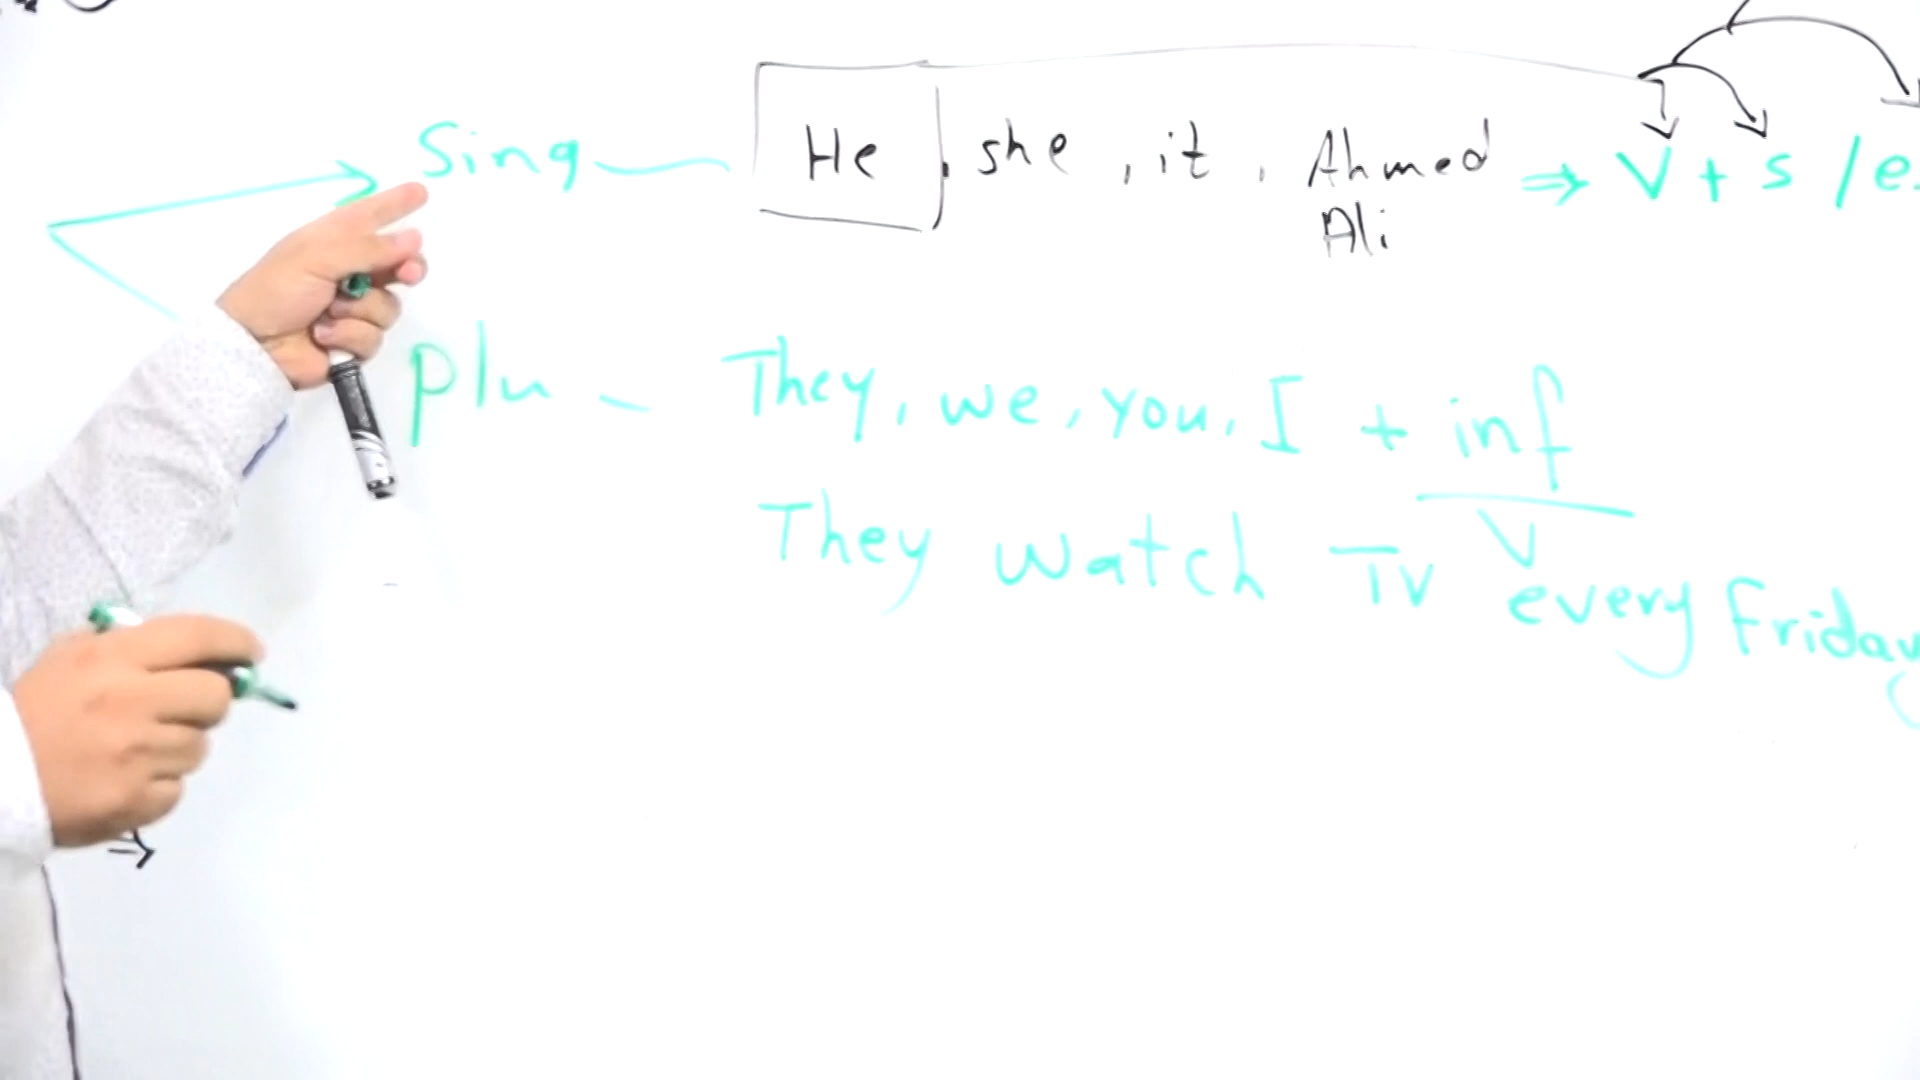 Sing — He, she, it, Ahmed ⇒ V + s / e
Ali
Plu — They, we, you, I + inf
V
They watch TV every Friday